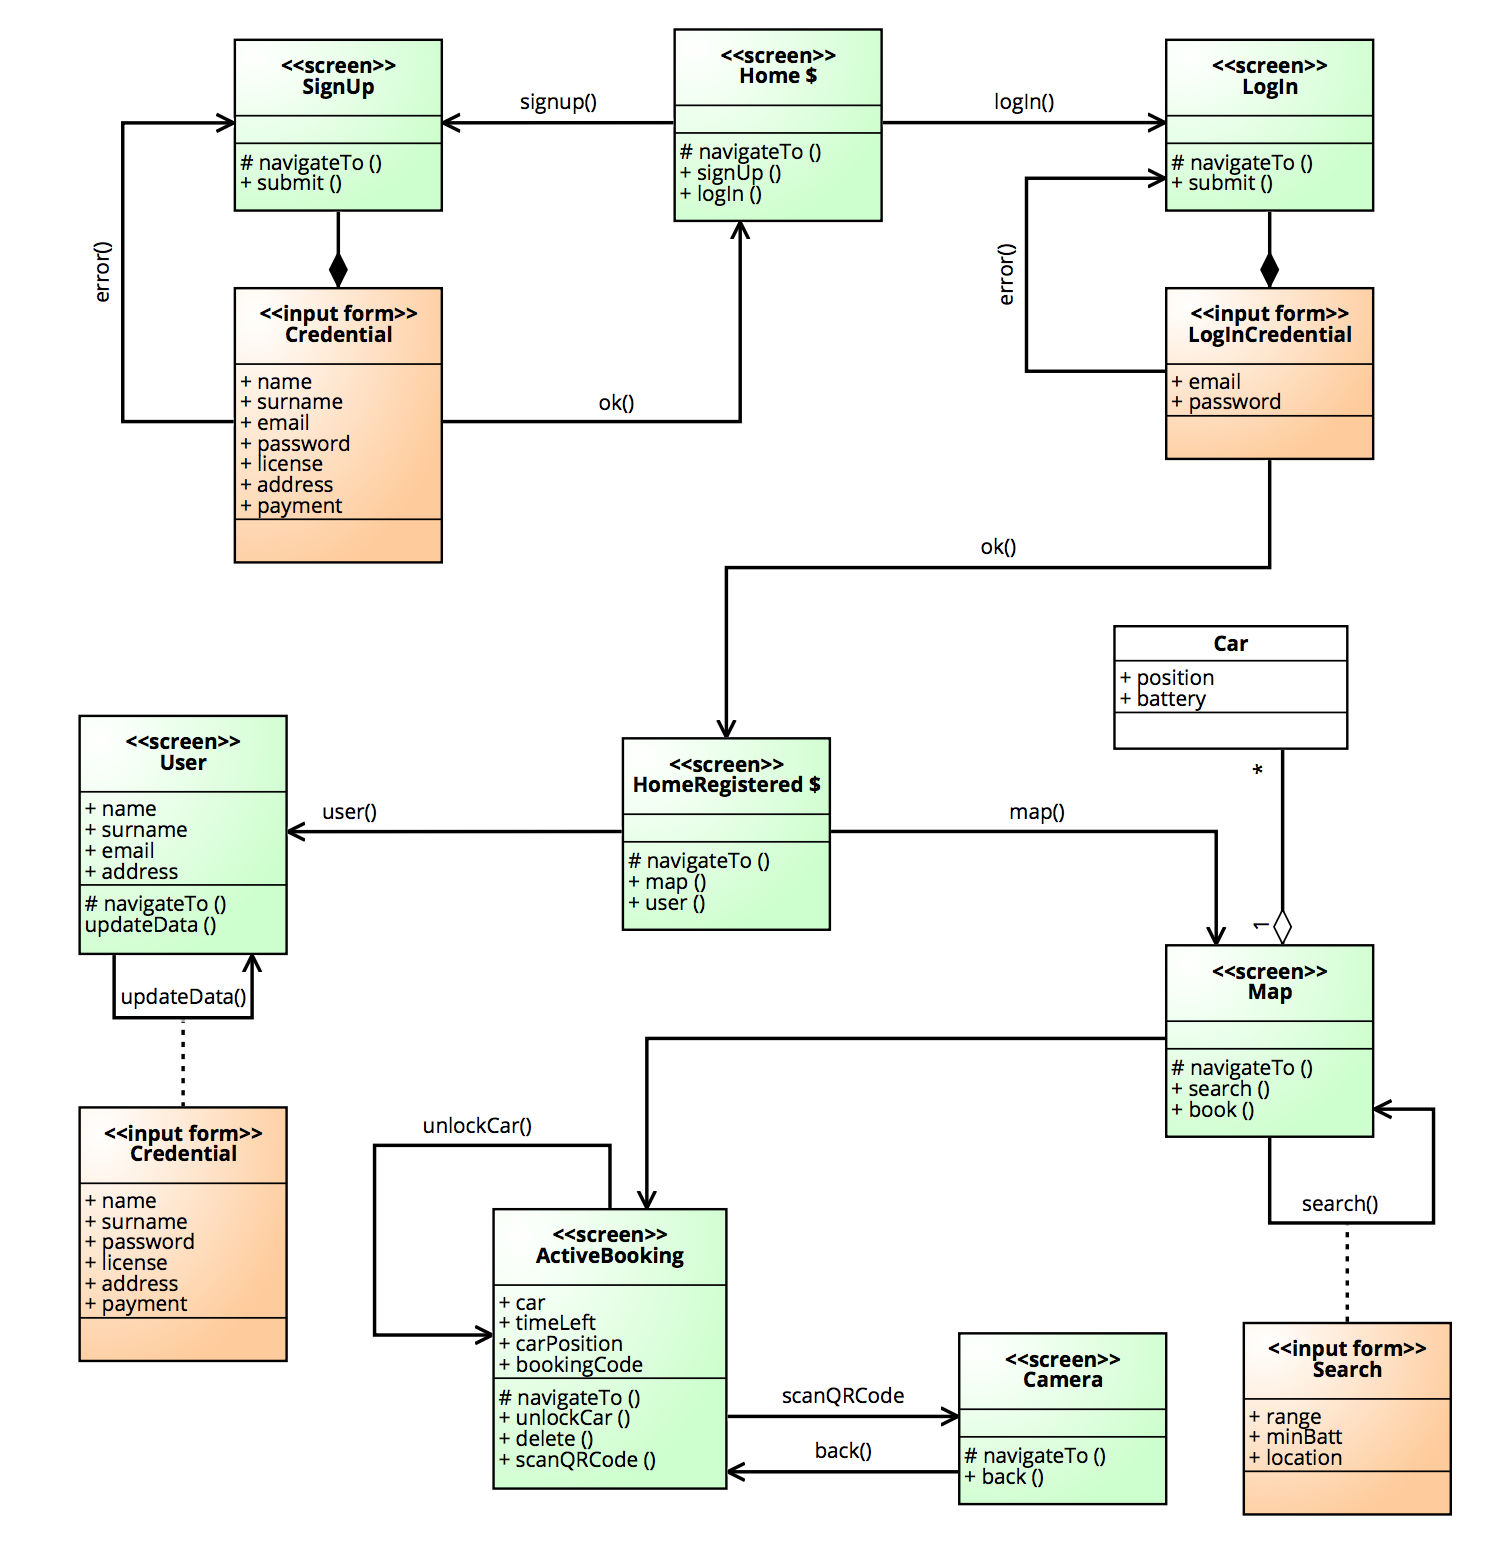 <<screen>>
SignUp
# navigateTo ()
+ submit ()
signup()
<<screen>>
Home $
# navigateTo ()
+ signUp ()
+ logIn ()
logIn()
<<screen>>
LogIn
# navigateTo ()
+ submit ()
error()
<<input form>>
Credential
+ name
+ surname
+ email
+ password
+ license
+ address
+ payment
ok()
error()
<<input form>>
LogInCredential
+ email
+ password
ok()
Car
+ position
+ battery
*
1
<<screen>>
User
+ name
+ surname
+ email
+ address
# navigateTo ()
updateData ()
user()
<<screen>>
HomeRegistered $
# navigateTo ()
+ map ()
+ user ()
map()
<<screen>>
Map
# navigateTo ()
+ search ()
+ book ()
updateData()
<<input form>>
Credential
+ name
+ surname
+ password
+ license
+ address
+ payment
unlockCar()
<<screen>>
ActiveBooking
+ car
+ timeLeft
+ carPosition
+ bookingCode
# navigateTo ()
+ unlockCar ()
+ delete ()
+ scanQRCode ()
scanQRCode
back()
<<screen>>
Camera
# navigateTo ()
+ back ()
search()
<<input form>>
Search
+ range
+ minBatt
+ location